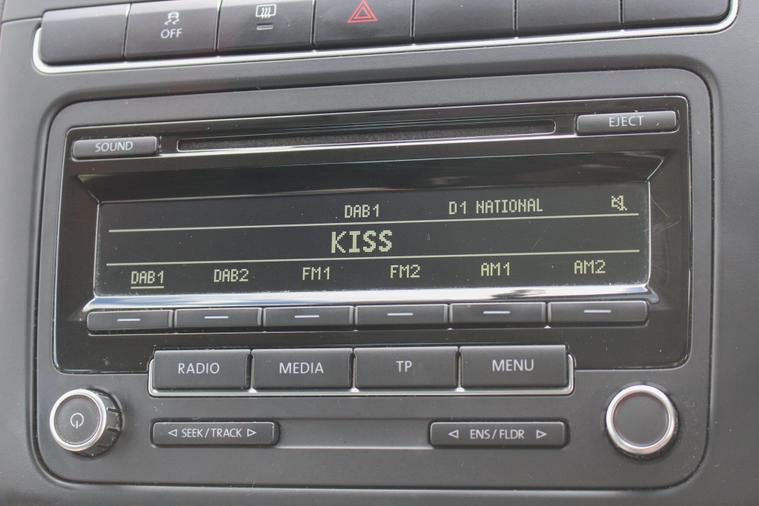 OFF
SOUND
EJECT
DAB1 D1 NATIONAL
KISS
DAB1 DAB2 FM1 FM2 AM1 AM2
RADIO MEDIA TP MENU
SEEK/TRACK ENS/FLDR